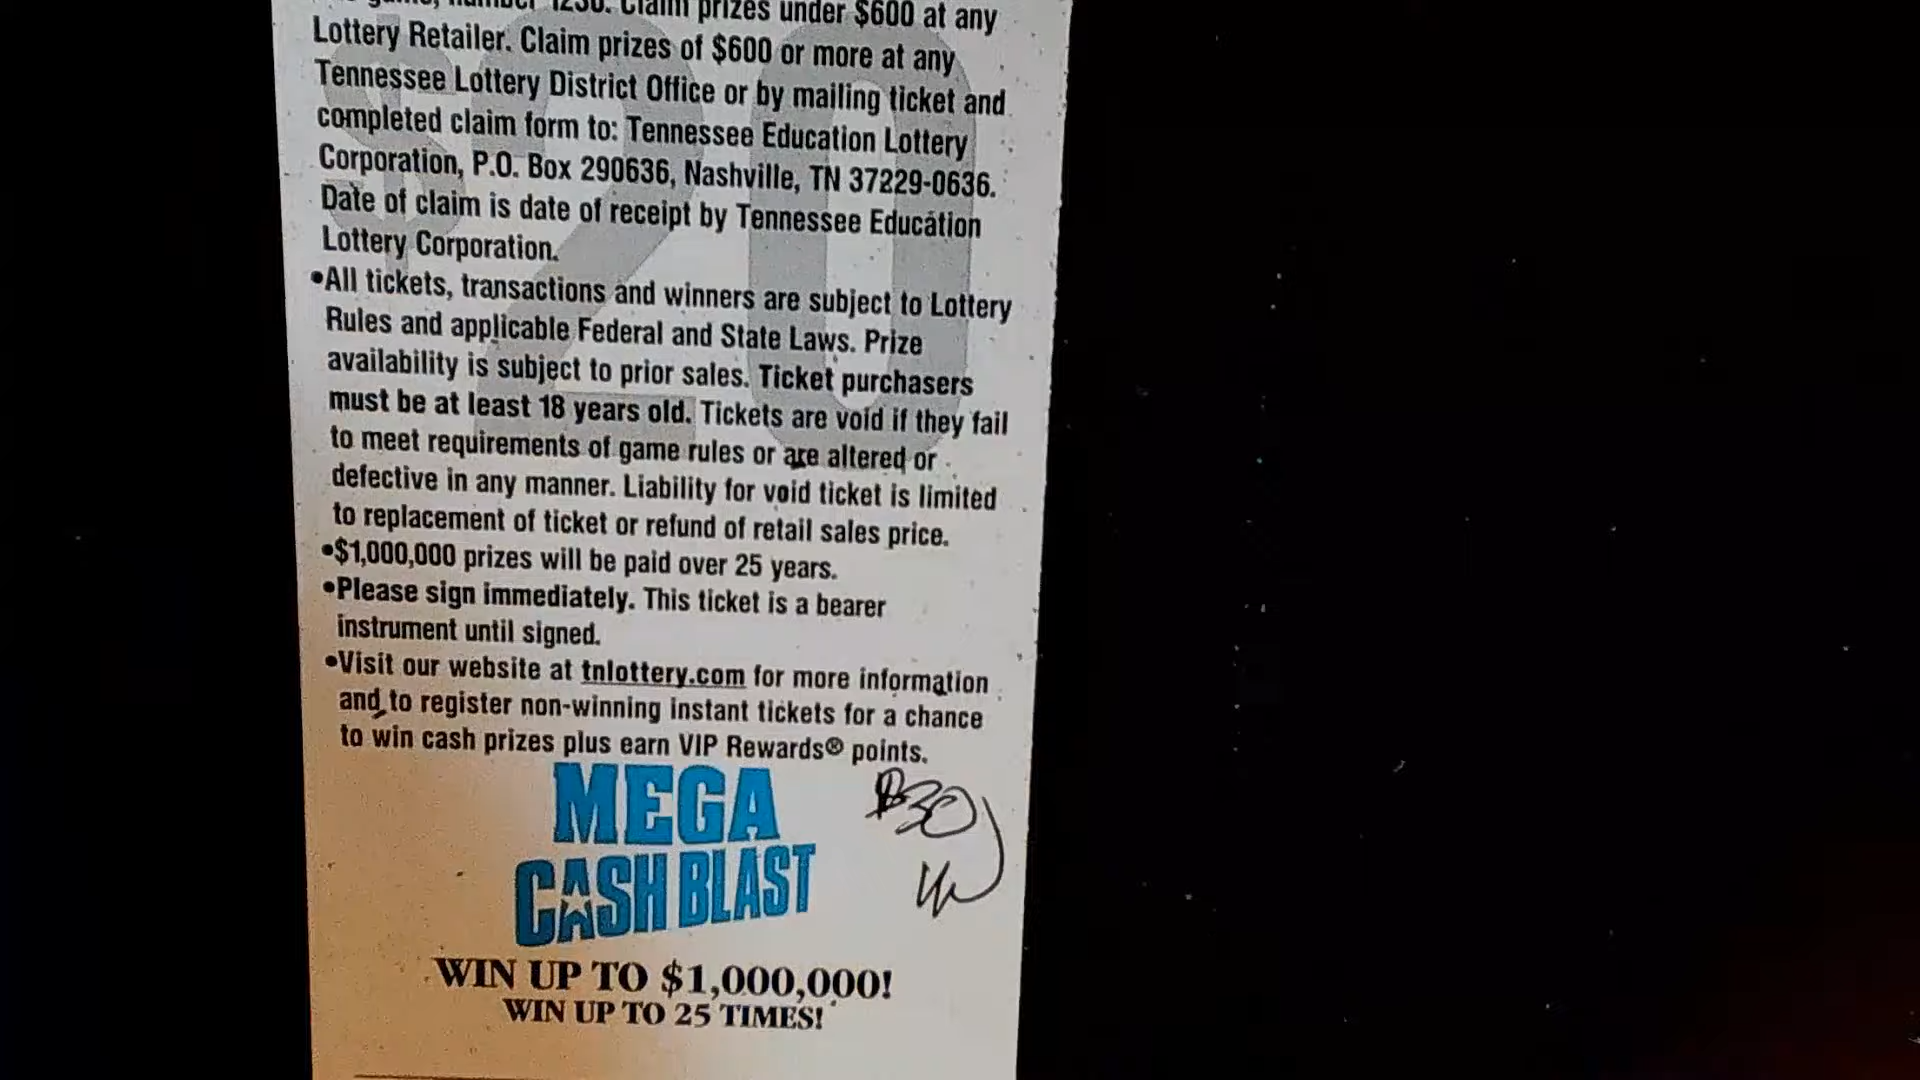 number 1230. Claim prizes under $600 at any
Lottery Retailer. Claim prizes of $600 or more at any
Tennessee Lottery District Office or by mailing ticket and
completed claim form to: Tennessee Education Lottery
Corporation, P.O. Box 290636, Nashville, TN 37229-0636.
Date of claim is date of receipt by Tennessee Education
Lottery Corporation.
•All tickets, transactions and winners are subject to Lottery
Rules and applicable Federal and State Laws. Prize
availability is subject to prior sales. Ticket purchasers
must be at least 18 years old. Tickets are void if they fail
to meet requirements of game rules or are altered or
defective in any manner. Liability for void ticket is limited
to replacement of ticket or refund of retail sales price.
•$1,000,000 prizes will be paid over 25 years.
•Please sign immediately. This ticket is a bearer
instrument until signed.
•Visit our website at tnlottery.com for more information
and to register non-winning instant tickets for a chance
to win cash prizes plus earn VIP Rewards® points.
$20
MEGA
CASH BLAST
$30
WIN UP TO $1,000,000!
WIN UP TO 25 TIMES!